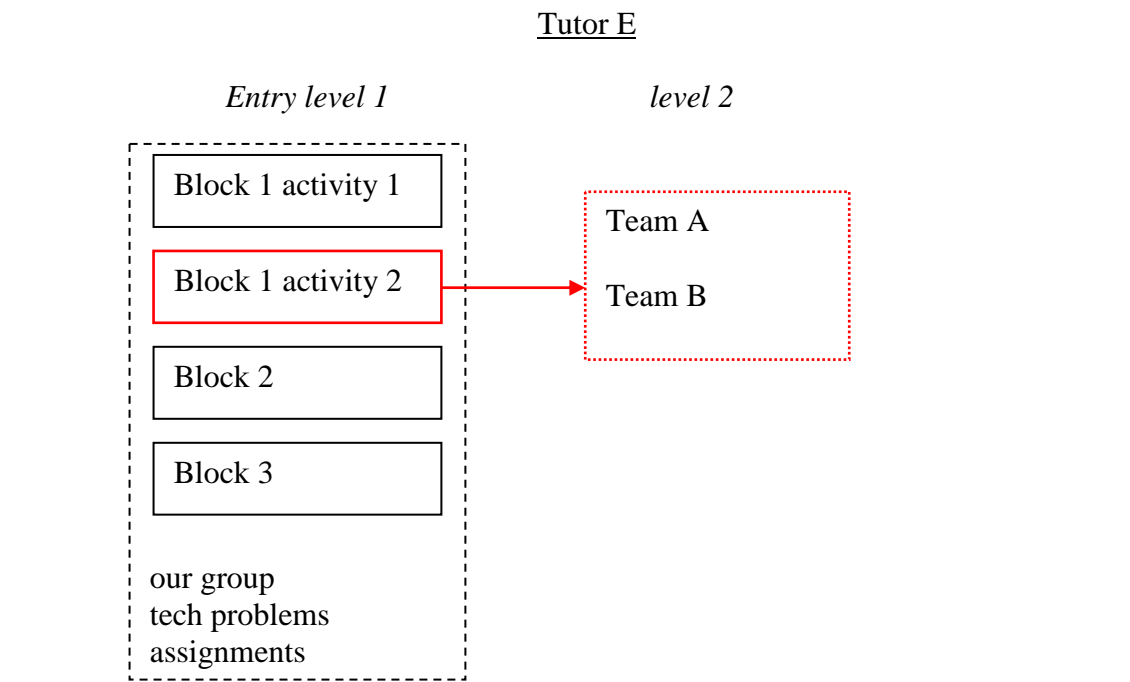 Tutor E
Entry level 1
level 2
Block 1 activity 1
Block 1 activity 2
Block 2
Block 3
our group
tech problems
assignments
Team A
Team B